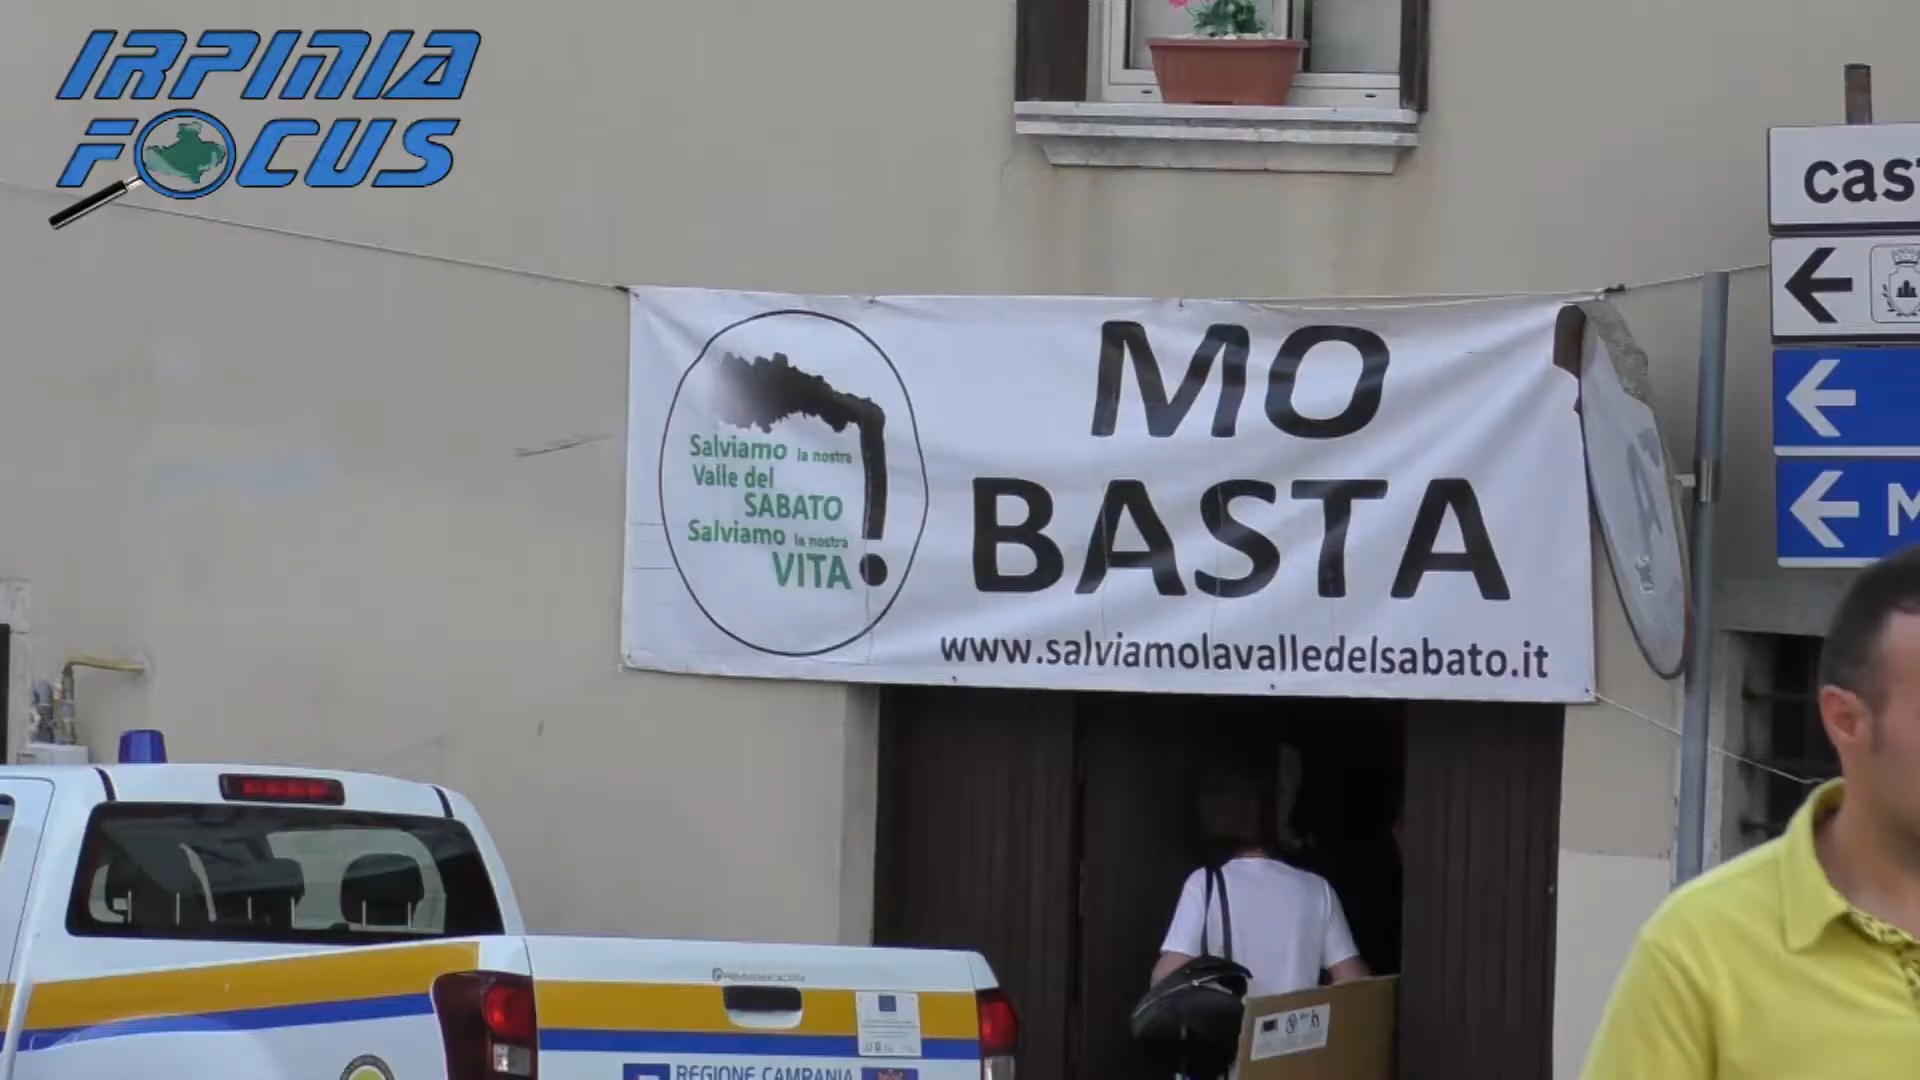 IRPINIA
FOCUS
MO
BASTA
Salviamo la nostra
Valle del
SABATO
Salviamo la nostra
VITA
www.salviamolavalledelsabato.it
cas
M
REGIONE CAMPANIA